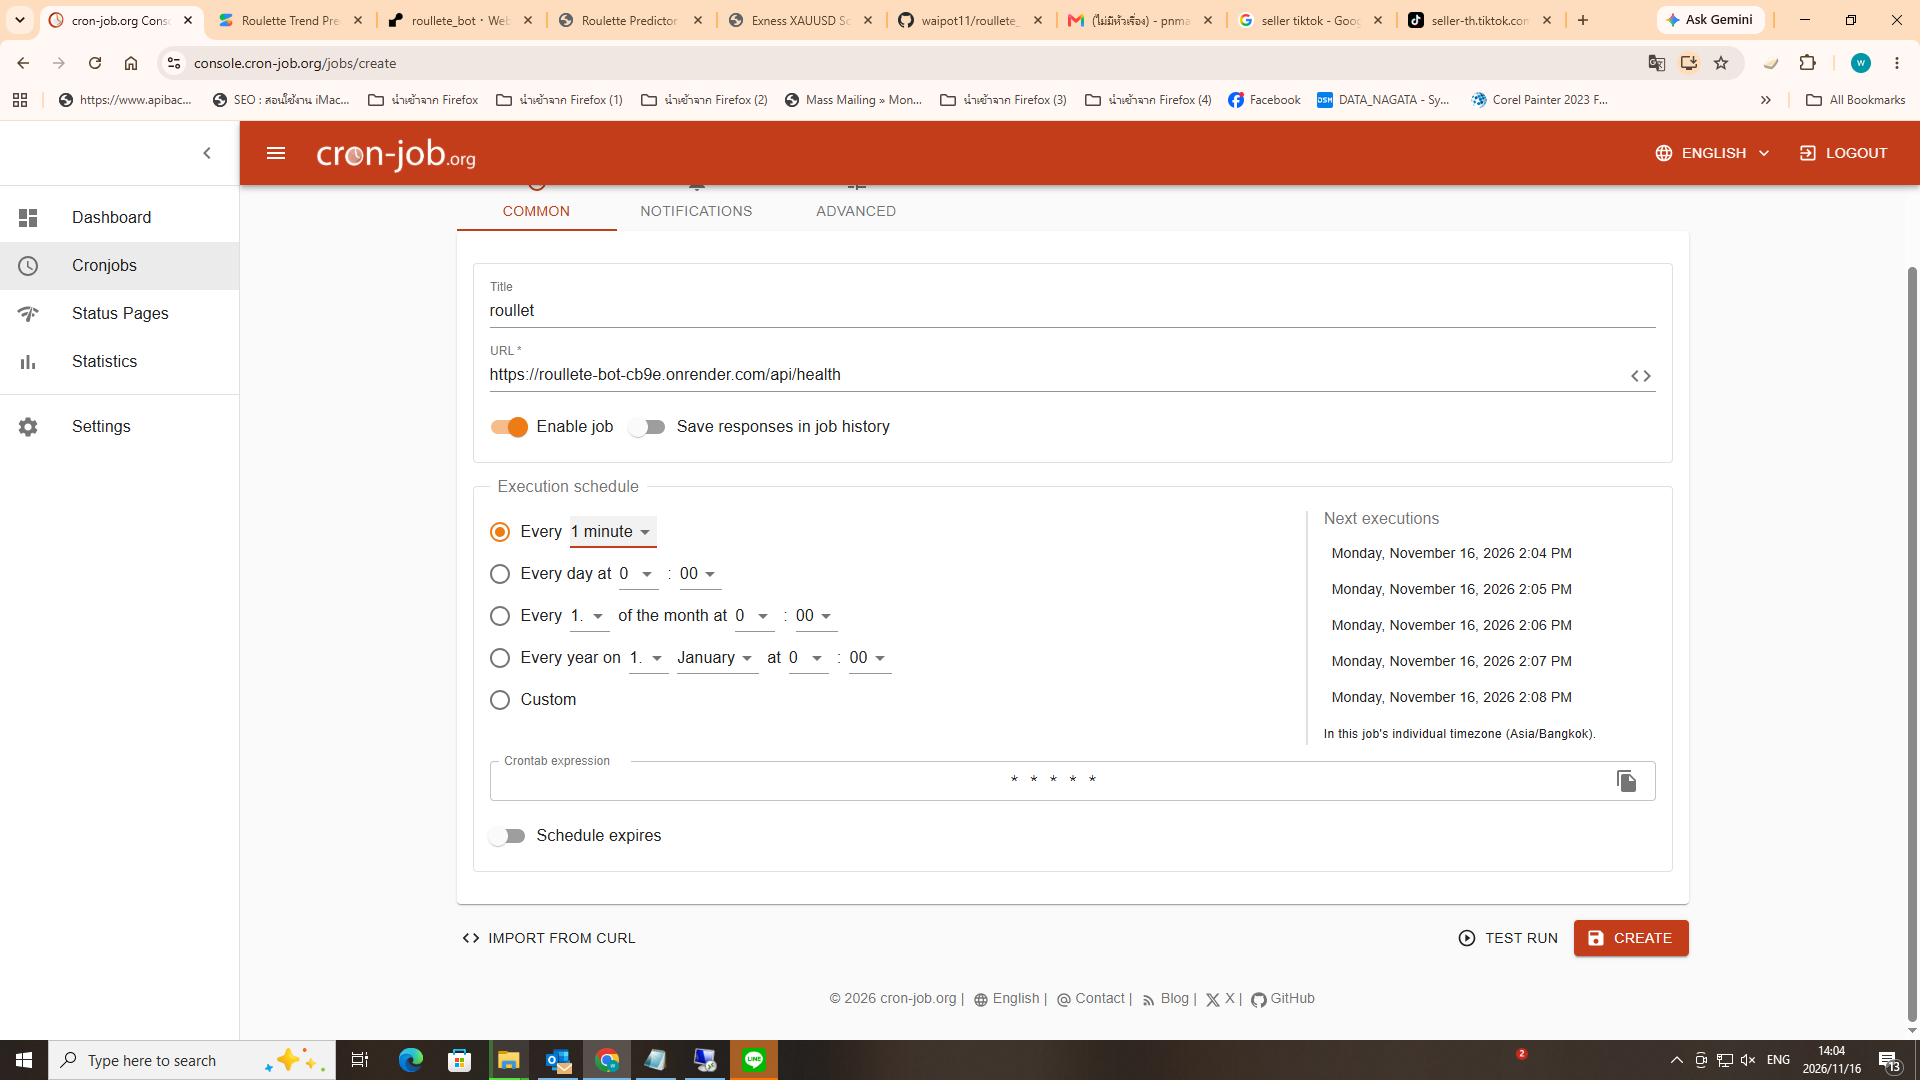 cron-job.org Cons
Roulette Trend Pre
roullete_bot · Web
Roulette Predictor
Exness XAUUSD Sc
waipot11/roullete_
(ไม่มีหัวเรื่อง) - pnma
seller tiktok - Goog
seller-th.tiktok.com
Ask Gemini
console.cron-job.org/jobs/create
W
https://www.apibac...
SEO : สอนใช้งาน iMac...
นำเข้าจาก Firefox
นำเข้าจาก Firefox (1)
นำเข้าจาก Firefox (2)
Mass Mailing » Mon...
นำเข้าจาก Firefox (3)
นำเข้าจาก Firefox (4)
Facebook
DSM
DATA_NAGATA - Sy...
Corel Painter 2023 F...
All Bookmarks
cron-job.org
ENGLISH
LOGOUT
Dashboard
Cronjobs
Status Pages
Statistics
Settings
COMMON
NOTIFICATIONS
ADVANCED
Title
roullet
URL *
https://roullete-bot-cb9e.onrender.com/api/health
Enable job
Save responses in job history
Execution schedule
Every 1 minute
Every day at 0 : 00
Every 1. of the month at 0 : 00
Every year on 1. January at 0 : 00
Custom
Next executions
Monday, November 16, 2026 2:04 PM
Monday, November 16, 2026 2:05 PM
Monday, November 16, 2026 2:06 PM
Monday, November 16, 2026 2:07 PM
Monday, November 16, 2026 2:08 PM
In this job's individual timezone (Asia/Bangkok).
Crontab expression
* * * * *
Schedule expires
IMPORT FROM CURL
TEST RUN
CREATE
© 2026 cron-job.org | English | Contact | Blog | X | GitHub
Type here to search
LINE
2
ENG
14:04
2026/11/16
13